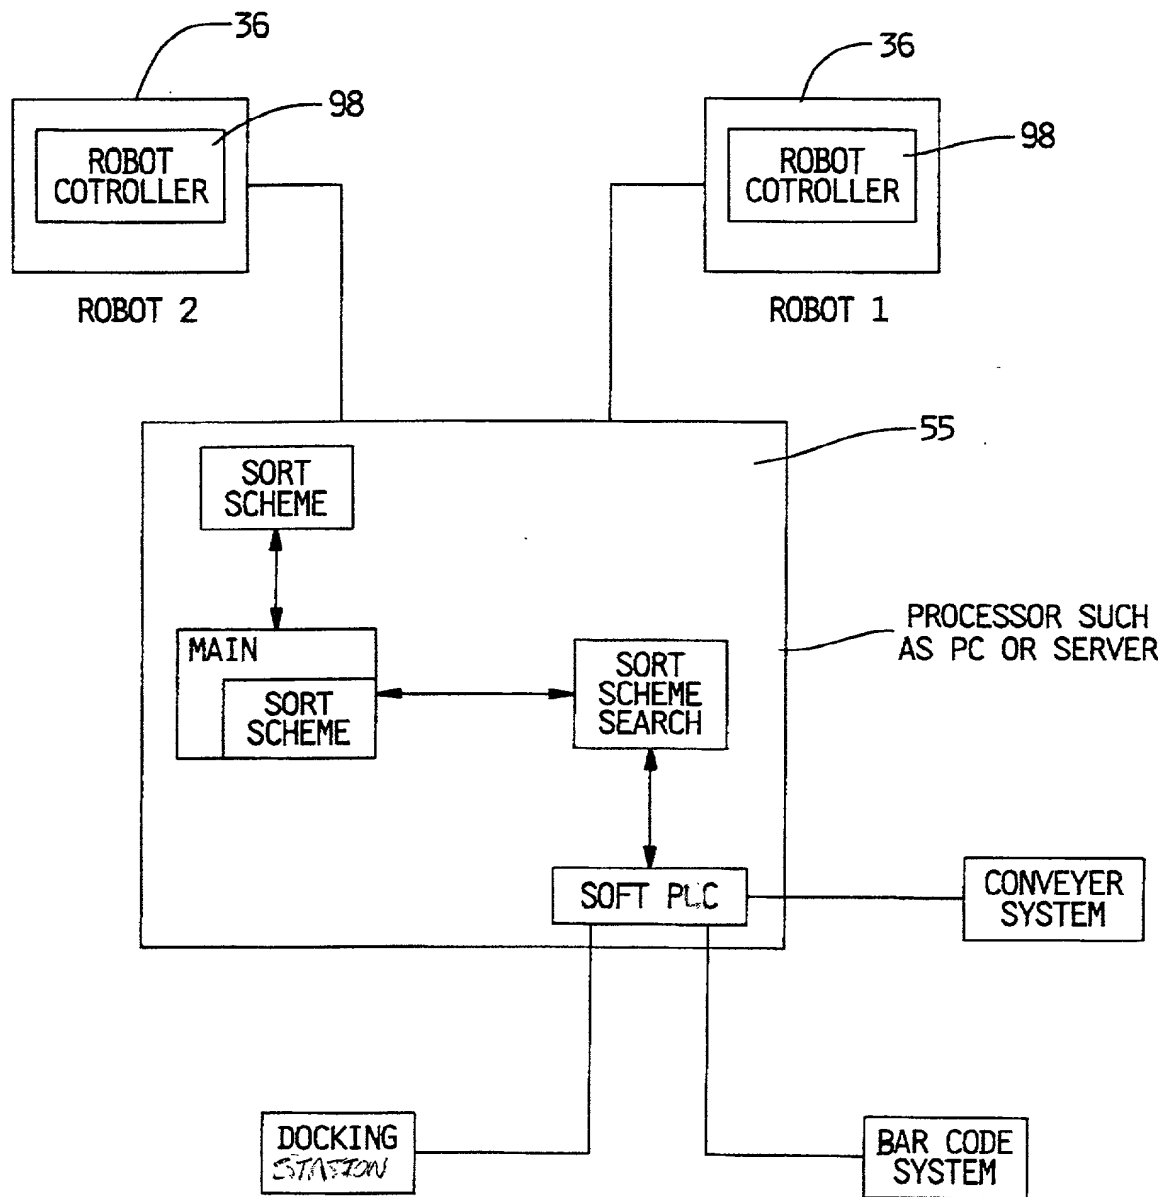 36
36
98
98
ROBOT
COTROLLER
ROBOT
COTROLLER
ROBOT 2
ROBOT 1
55
SORT
SCHEME
MAIN
SORT
SCHEME
SORT
SCHEME
SEARCH
PROCESSOR SUCH
AS PC OR SERVER
SOFT PLC
CONVEYER
SYSTEM
DOCKING
STATION
BAR CODE
SYSTEM